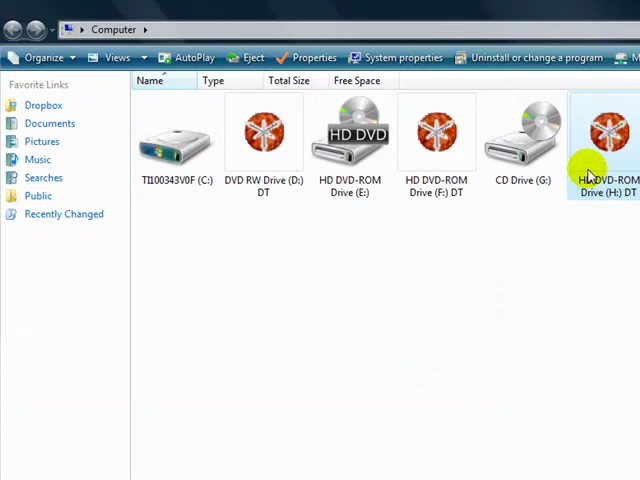 Computer
Organize Views AutoPlay Eject Properties System properties Uninstall or change a program
Favorite Links
Name Type Total Size Free Space
Dropbox
Documents
Pictures
Music
Searches
Public
Recently Changed
HD DVD
TI100343V0F (C:)
DVD RW Drive (D:)
DT
HD DVD-ROM
Drive (E:)
HD DVD-ROM
Drive (F:) DT
CD Drive (G:)
HD DVD-ROM
Drive (H:) DT